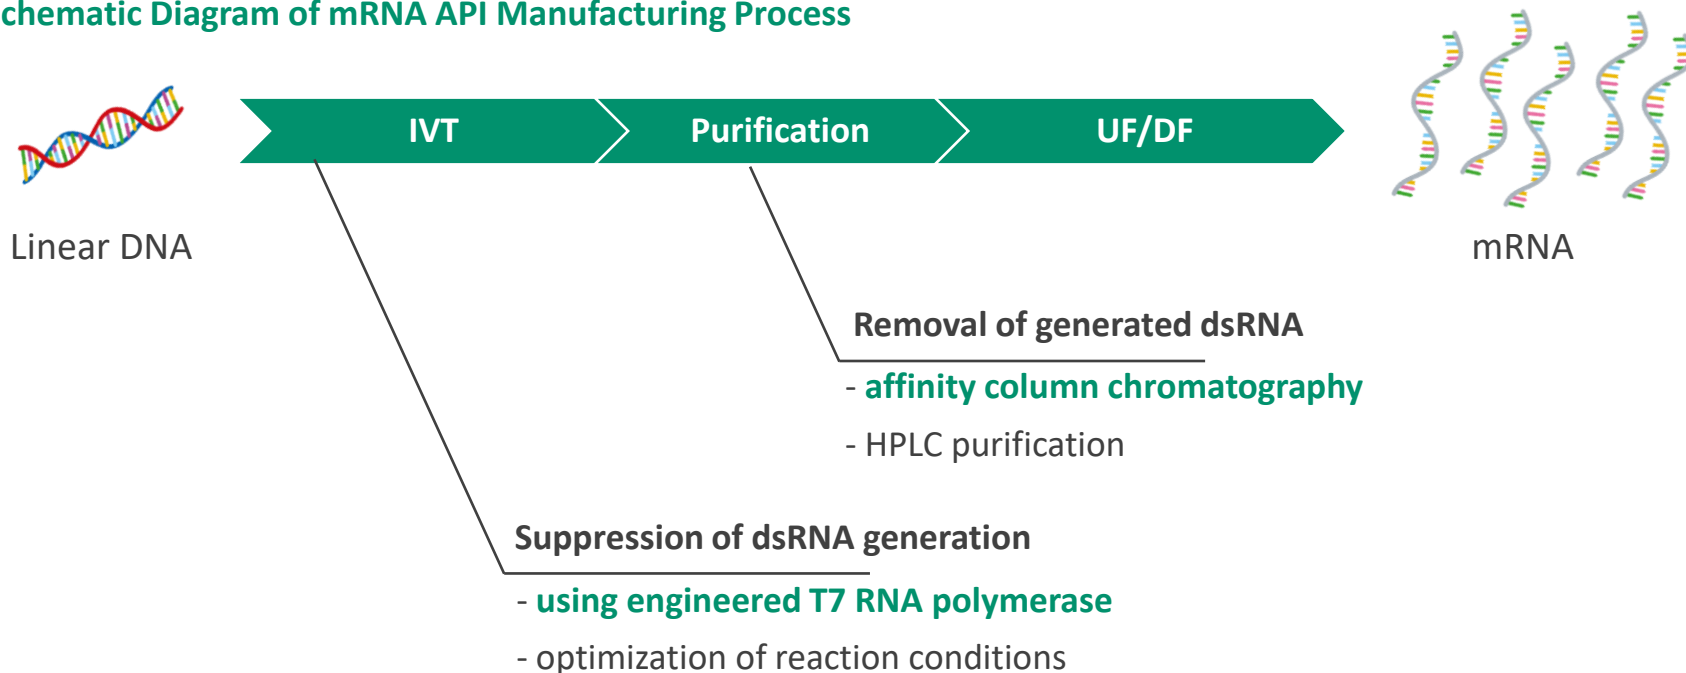 chematic Diagram of mRNA API Manufacturing Process
IVT
Purification
UF/DF
Linear DNA
mRNA
Removal of generated dsRNA
- affinity column chromatography
- HPLC purification
Suppression of dsRNA generation
- using engineered T7 RNA polymerase
- optimization of reaction conditions